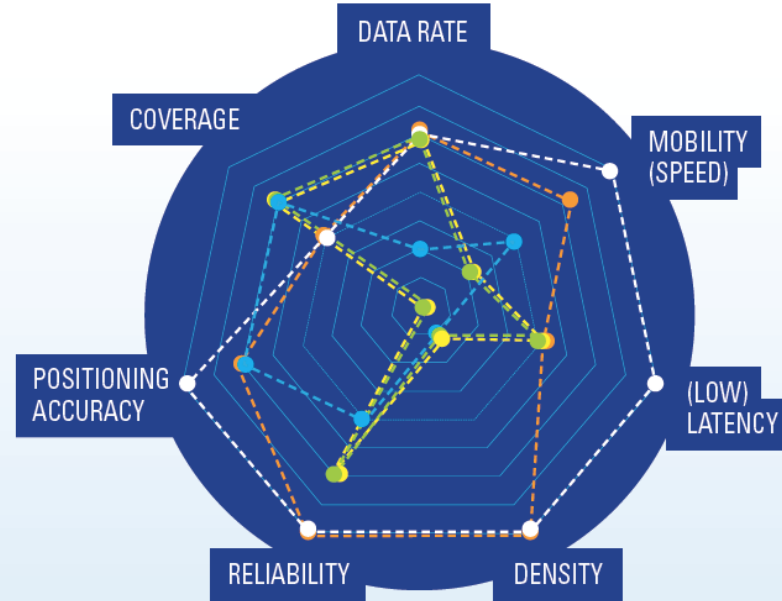 DATA RATE
COVERAGE
MOBILITY
(SPEED)
POSITIONING
ACCURACY
(LOW)
LATENCY
RELIABILITY
DENSITY